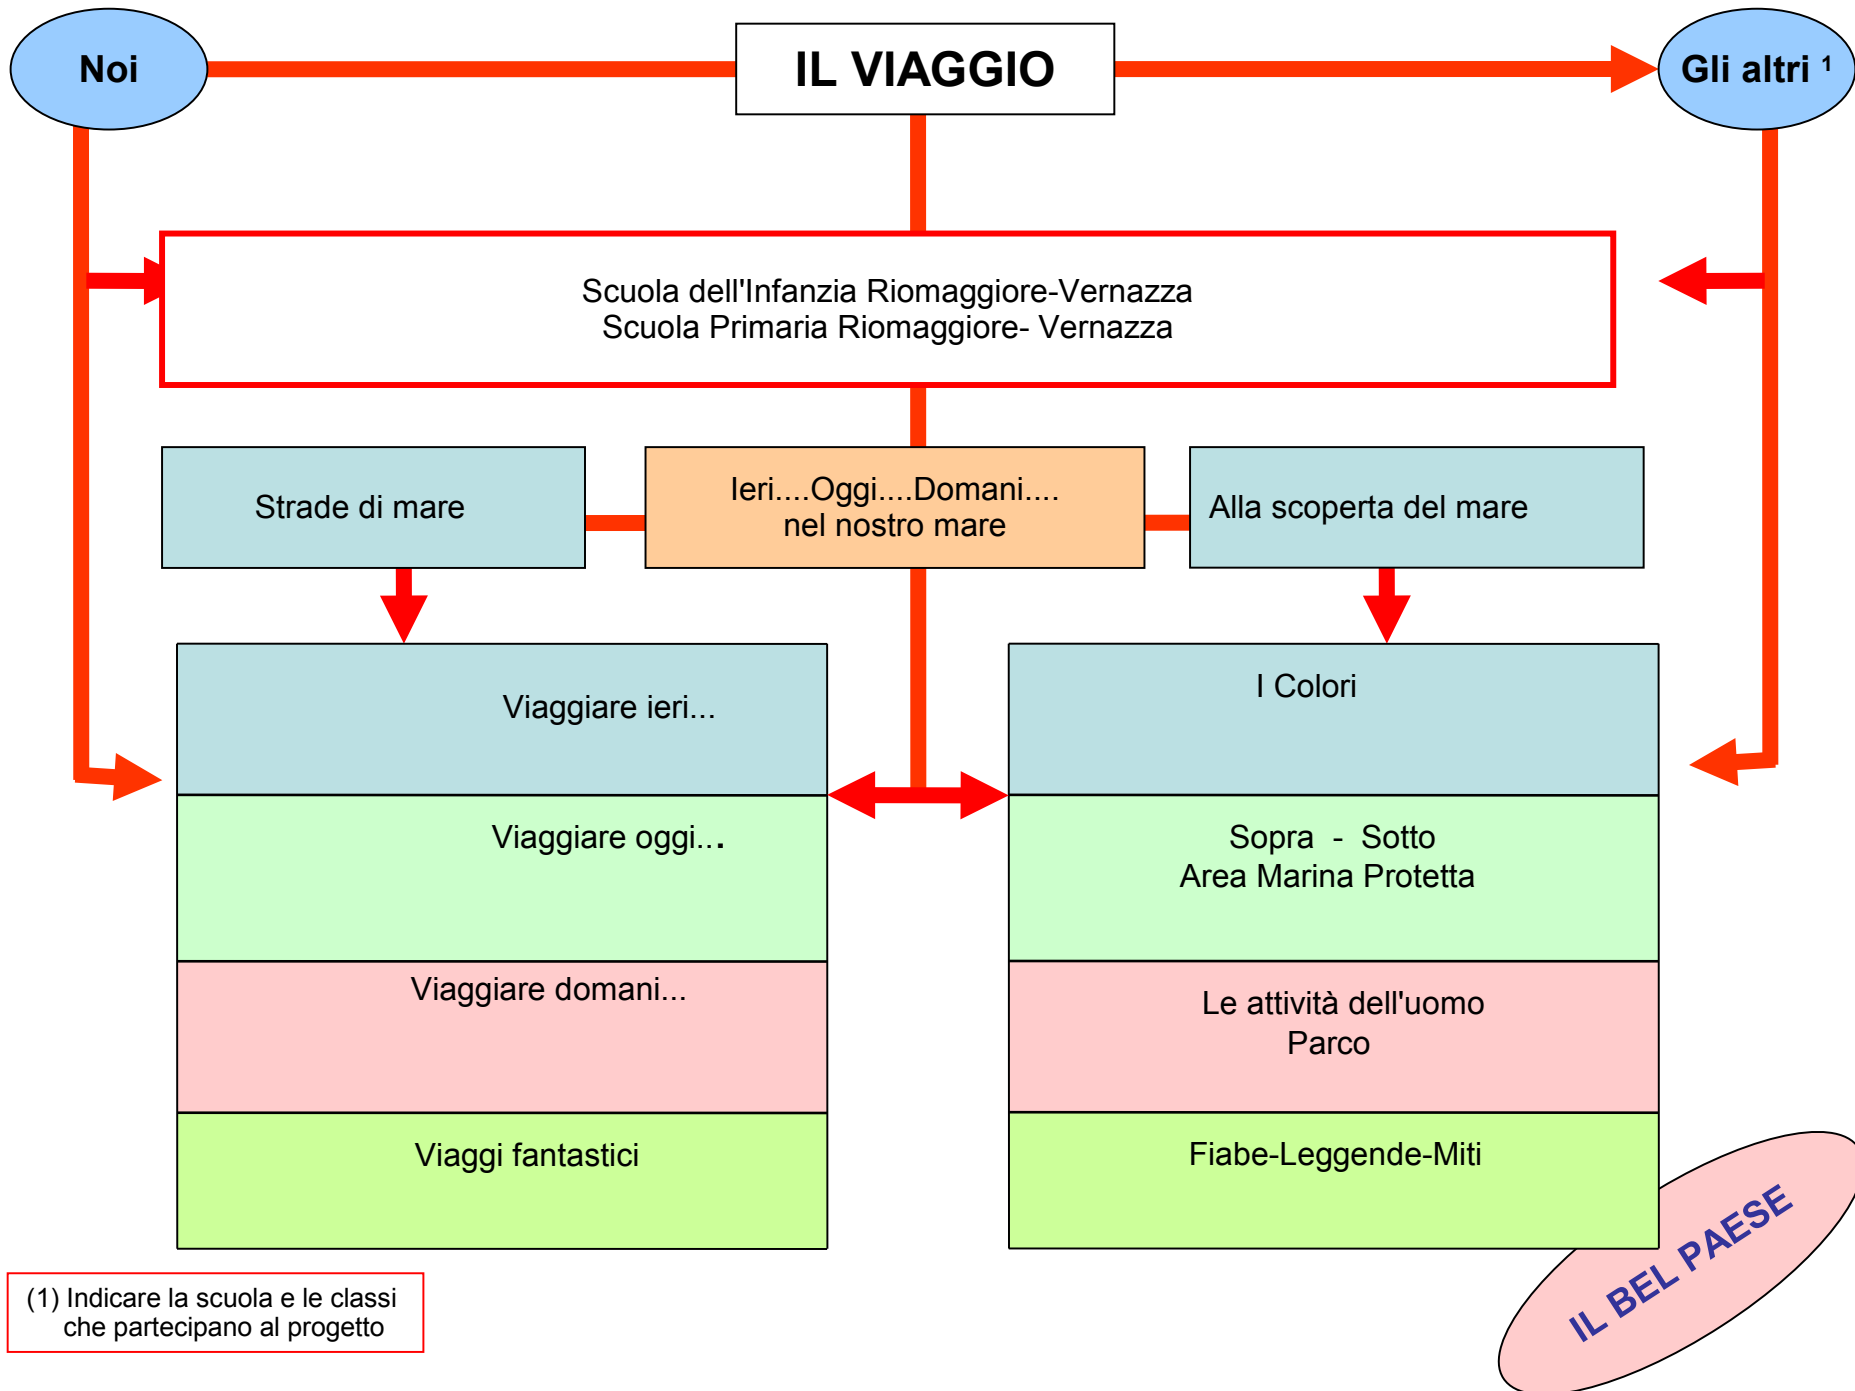 Noi
IL VIAGGIO
Gli altri ¹
Scuola dell'Infanzia Riomaggiore-Vernazza
Scuola Primaria Riomaggiore- Vernazza
Strade di mare
Ieri....Oggi....Domani....
nel nostro mare
Alla scoperta del mare
Viaggiare ieri...
Viaggiare oggi...
Viaggiare domani...
Viaggi fantastici
I Colori
Sopra - Sotto
Area Marina Protetta
Le attività dell'uomo
Parco
Fiabe-Leggende-Miti
IL BEL PAESE
(1) Indicare la scuola e le classi
che partecipano al progetto